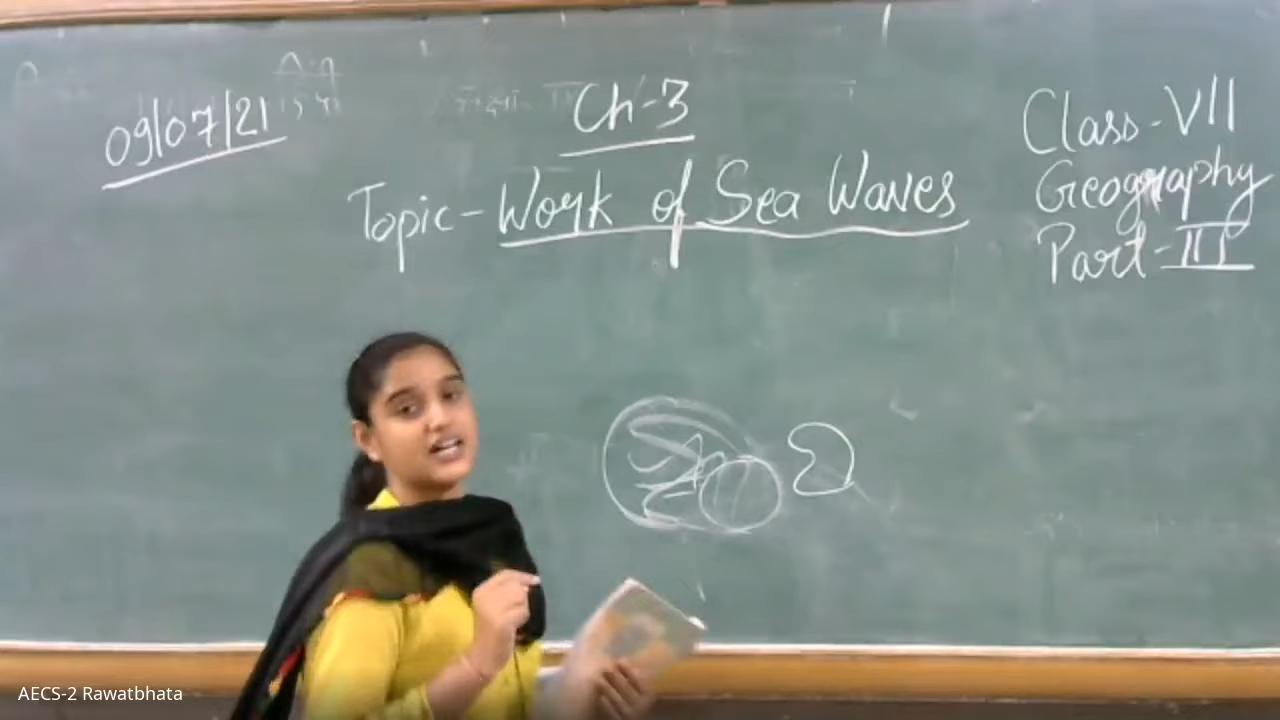 09/07/21
Ch-3
Topic - Work of Sea Waves
Class - VII
Geography
Part - III
AECS-2 Rawatbhata